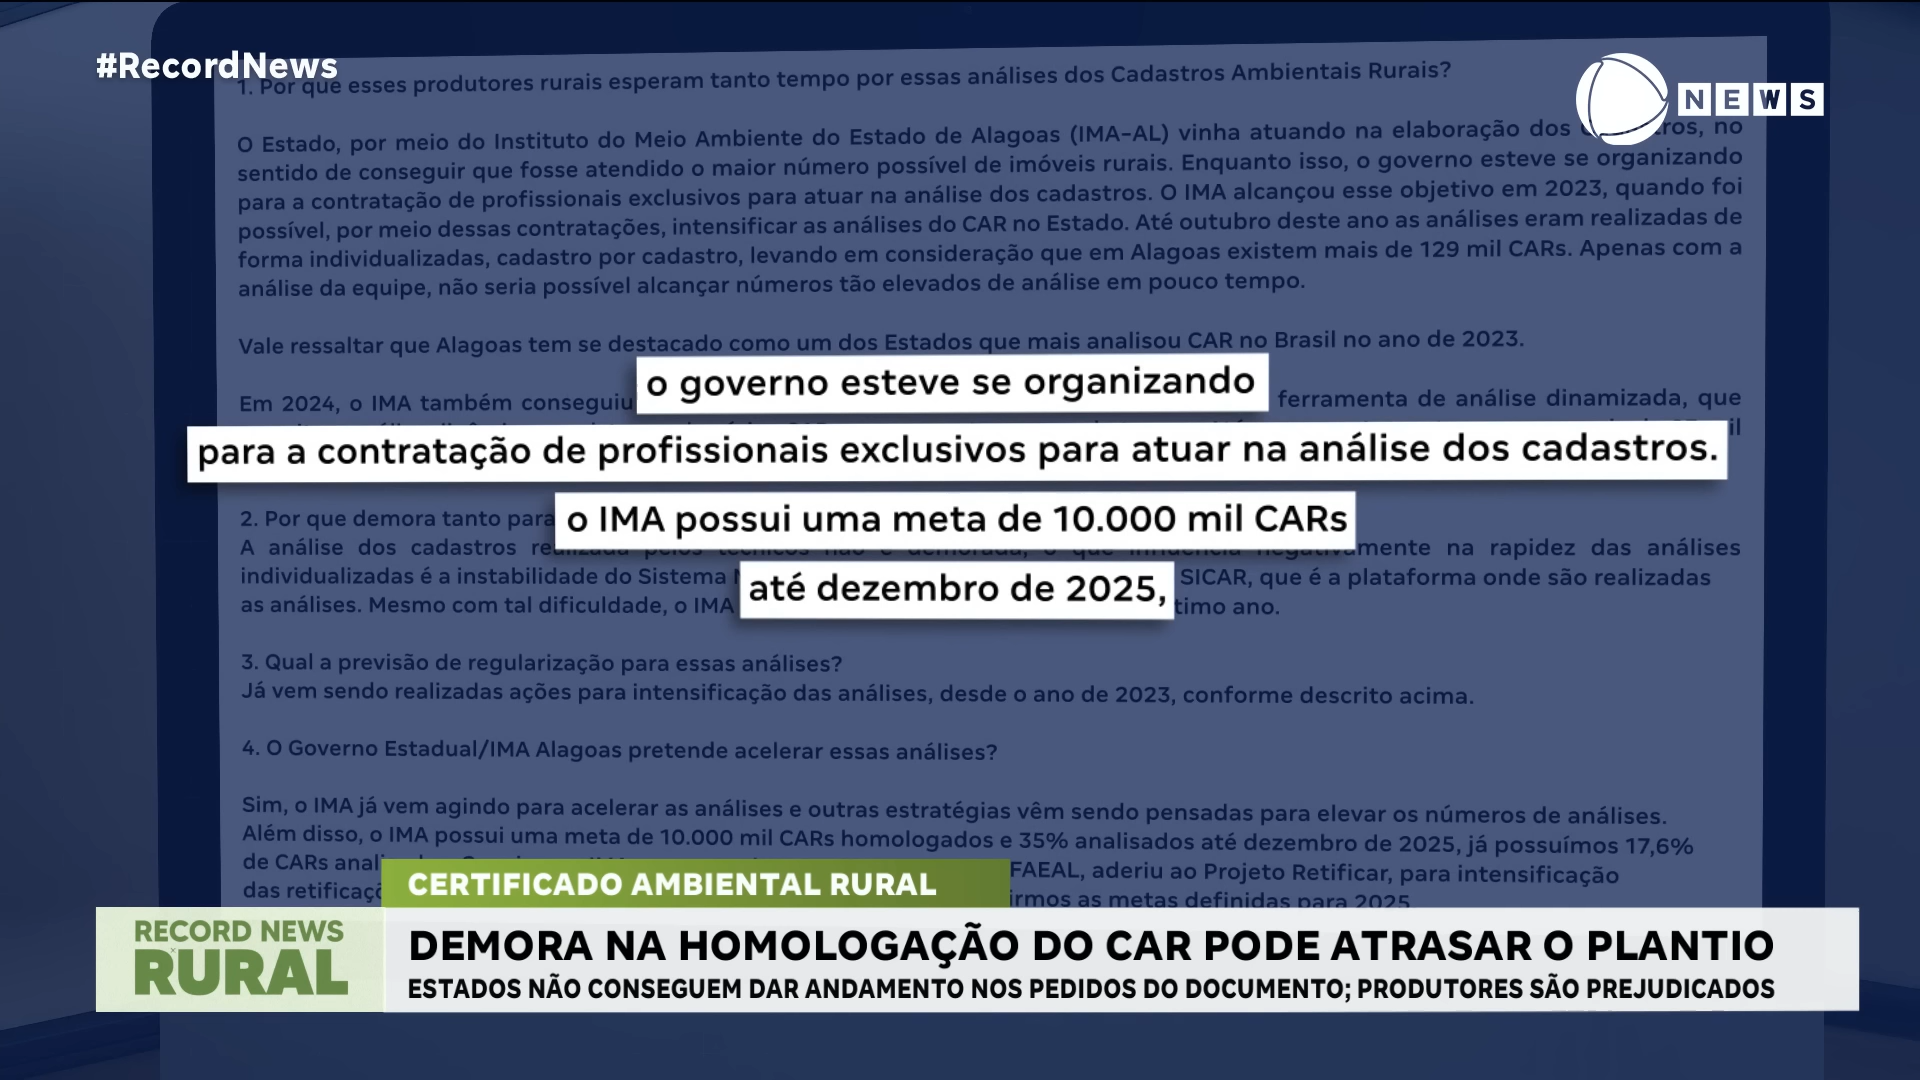 #RecordNews
NEWS
1. Por que esses produtores rurais esperam tanto tempo por essas análises dos Cadastros Ambientais Rurais?
O Estado, por meio do Instituto do Meio Ambiente do Estado de Alagoas (IMA-AL) vinha atuando na elaboração dos no
sentido de conseguir que fosse atendido o maior número possível de imóveis rurais. Enquanto isso, o governo esteve se organizando
para a contratação de profissionais exclusivos para atuar na análise dos cadastros. O IMA alcançou esse objetivo em 2023, quando foi
possível, por meio dessas contratações, intensificar as análises do CAR no Estado. Até outubro deste ano as análises eram realizadas de
forma individualizadas, cadastro por cadastro, levando em consideração que em Alagoas existem mais de 129 mil CARs. Apenas com a
análise da equipe, não seria possível alcançar números tão elevados de análise em pouco tempo.
Vale ressaltar que Alagoas tem se destacado como um dos Estados que mais analisou CAR no Brasil no ano de 2023.
o governo esteve se organizando
Em 2024, o IMA também conseguiu ferramenta de análise dinamizada, que
para a contratação de profissionais exclusivos para atuar na análise dos cadastros.
o IMA possui uma meta de 10.000 mil CARs
até dezembro de 2025,
2. Por que demora tanto para
A análise dos cadastros realizada pelos técnicos não é demorada, o que influencia negativamente na rapidez das análises
individualizadas é a instabilidade do Sistema SICAR, que é a plataforma onde são realizadas
as análises. Mesmo com tal dificuldade, o IMA ano.
3. Qual a previsão de regularização para essas análises?
Já vem sendo realizadas ações para intensificação das análises, desde o ano de 2023, conforme descrito acima.
4. O Governo Estadual/IMA Alagoas pretende acelerar essas análises?
Sim, o IMA já vem agindo para acelerar as análises e outras estratégias vêm sendo pensadas para elevar os números de análises.
Além disso, o IMA possui uma meta de 10.000 mil CARs homologados e 35% analisados até dezembro de 2025, já possuímos 17,6%
de CARs FAEAL, aderiu ao Projeto Retificar, para intensificação
das as metas definidas para 2025
CERTIFICADO AMBIENTAL RURAL
RECORD NEWS
RURAL
DEMORA NA HOMOLOGAÇÃO DO CAR PODE ATRASAR O PLANTIO
ESTADOS NÃO CONSEGUEM DAR ANDAMENTO NOS PEDIDOS DO DOCUMENTO; PRODUTORES SÃO PREJUDICADOS